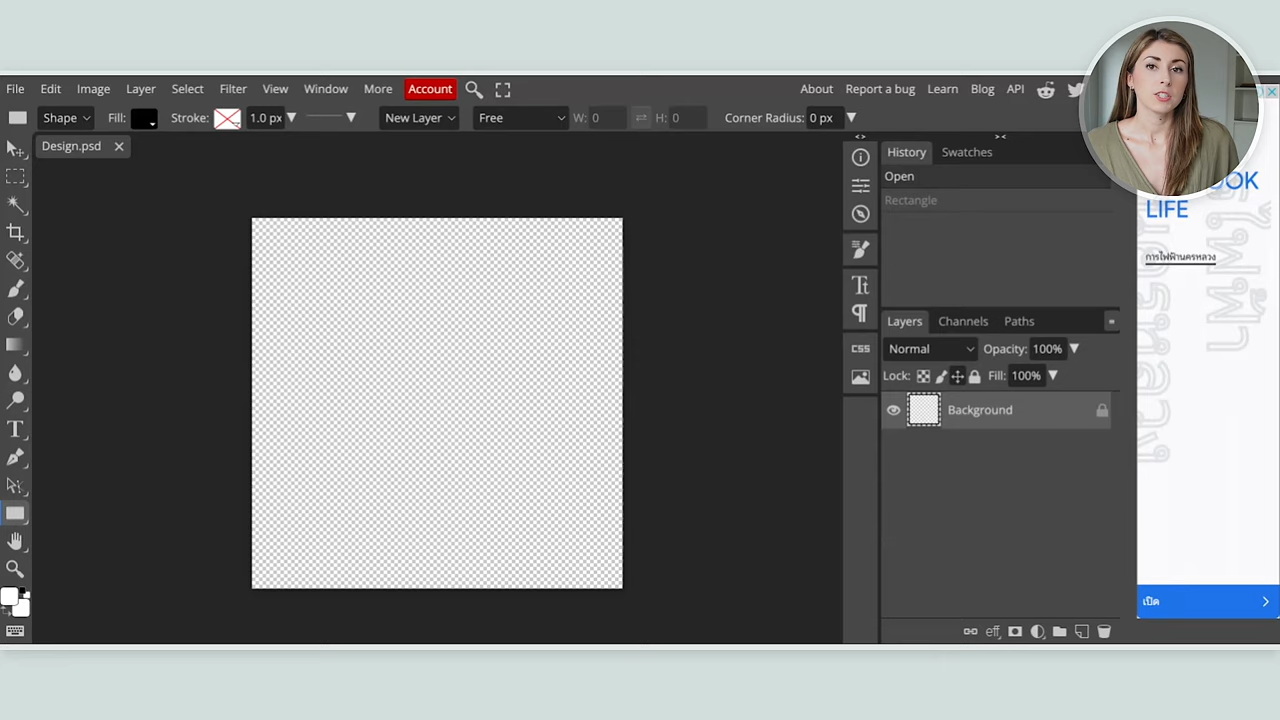 File Edit Image Layer Select Filter View Window More Account About Report a bug Learn Blog API
Shape Fill: Stroke: 1.0 px New Layer Free W: 0 H: 0 Corner Radius: 0 px
Design.psd
History Swatches
Open
Rectangle
OOK
LIFE
การไฟฟ้านครหลวง
Layers Channels Paths
Normal Opacity: 100%
Lock: Fill: 100%
Background
CSS
eff
เปิด